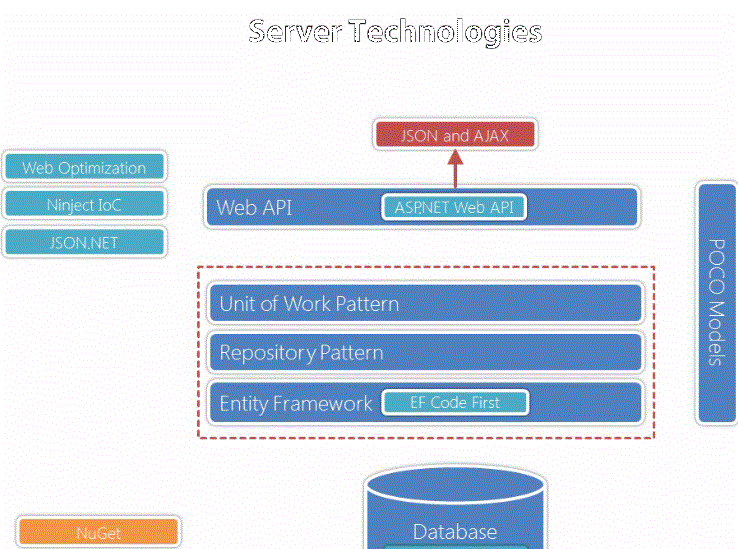 Server Technologies
JSON and AJAX
Web Optimization
Ninject IoC
JSON.NET
Web API
ASP.NET Web API
POCO Models
Unit of Work Pattern
Repository Pattern
Entity Framework
EF Code First
NuGet
Database